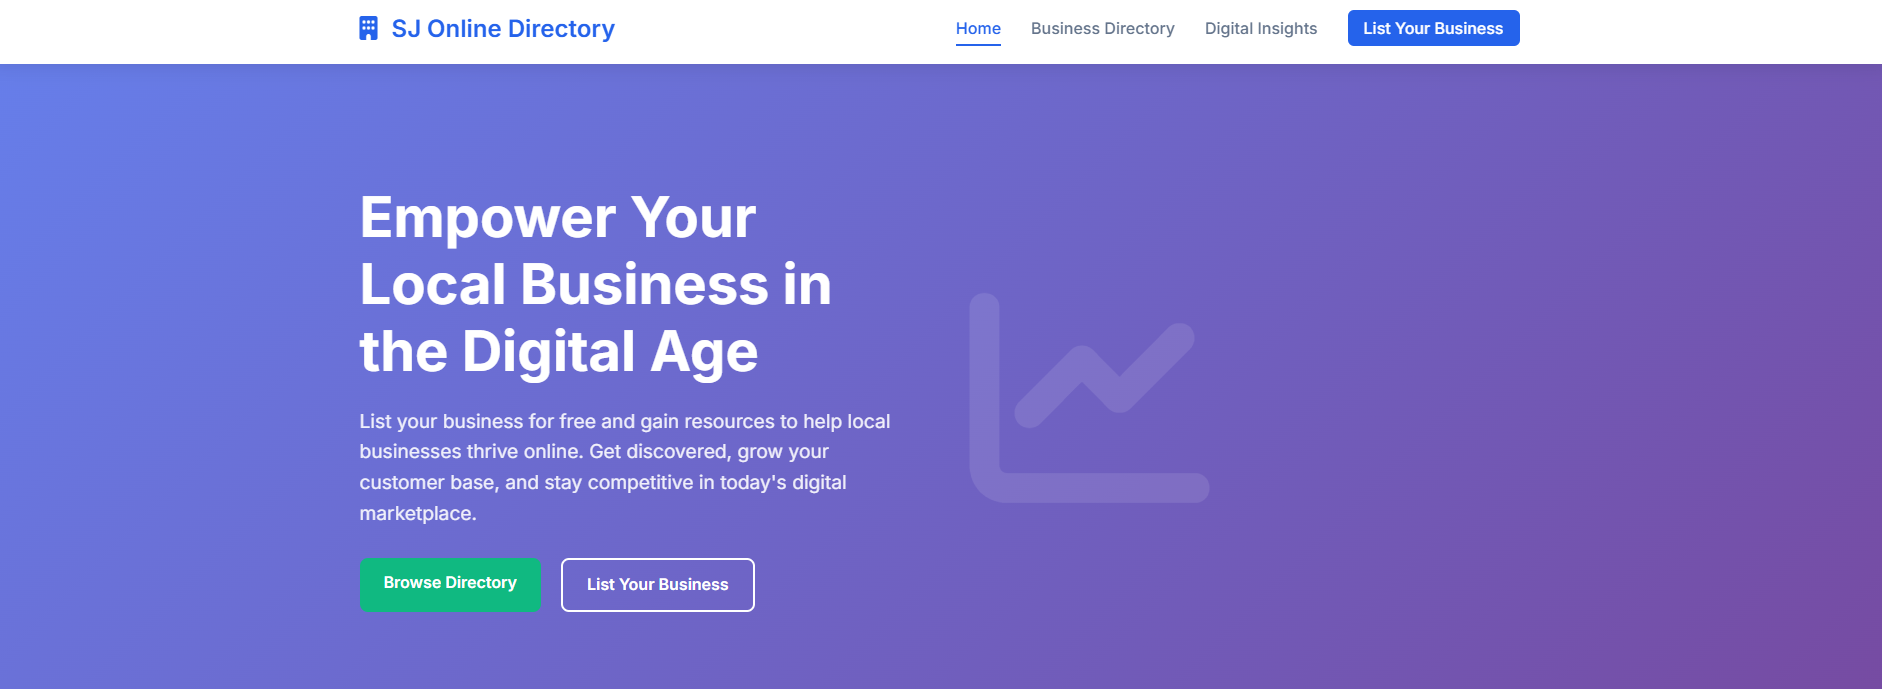 SJ Online Directory
Home
Business Directory
Digital Insights
List Your Business
Empower Your
Local Business in
the Digital Age
List your business for free and gain resources to help local
businesses thrive online. Get discovered, grow your
customer base, and stay competitive in today's digital
marketplace.
Browse Directory
List Your Business